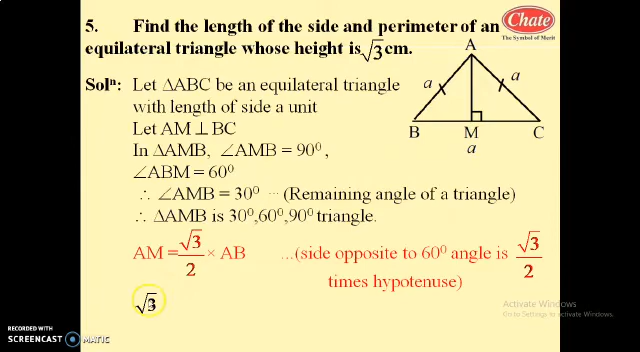 5. Find the length of the side and perimeter of an
equilateral triangle whose height is √3 cm.
Chate
The Symbol of Merit
Solⁿ: Let ΔABC be an equilateral triangle
with length of side a unit
Let AM ⊥ BC
In ΔAMB, ∠AMB = 90⁰,
∠ABM = 60⁰
∴ ∠AMB = 30⁰ ... (Remaining angle of a triangle)
∴ ΔAMB is 30⁰,60⁰,90⁰ triangle.
A
a a
B M C
a
AM = √3/2 × AB ...(side opposite to 60⁰ angle is √3/2
times hypotenuse)
√3
Activate Windows
Go to Settings to activate Windows.
RECORDED WITH
SCREENCAST MATIC